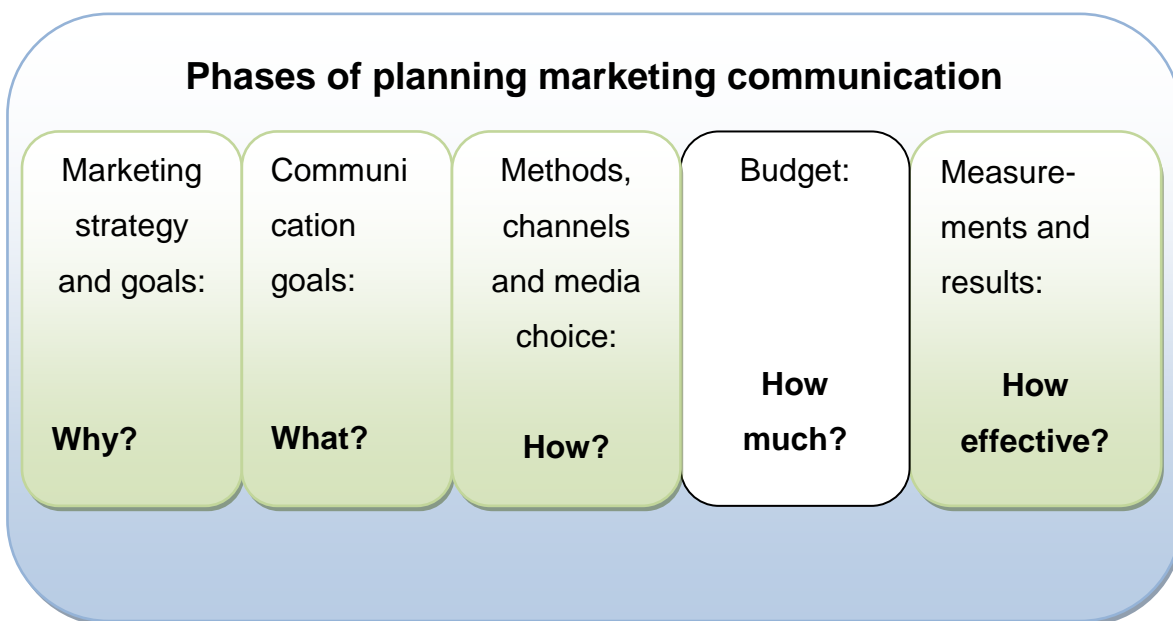 Phases of planning marketing communication
Marketing
strategy
and goals:
Why?
Communi
cation
goals:
What?
Methods,
channels
and media
choice:
How?
Budget:
How
much?
Measure-
ments and
results:
How
effective?